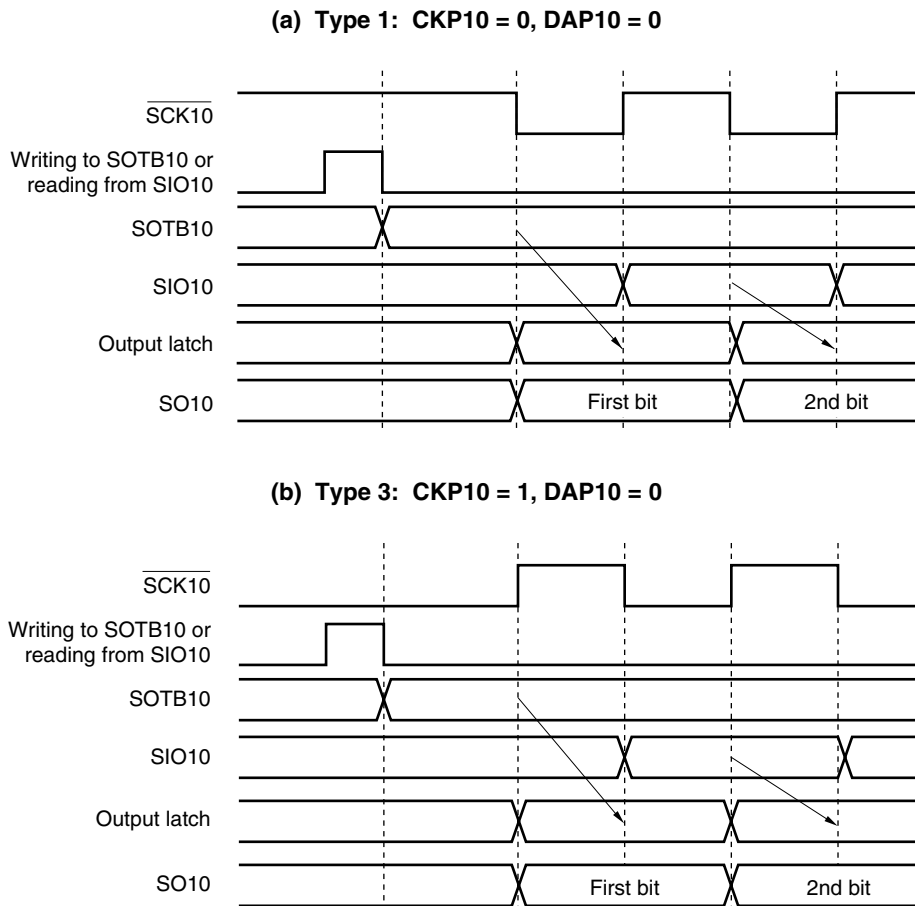 (a) Type 1: CKP10 = 0, DAP10 = 0
SCK10
Writing to SOTB10 or
reading from SIO10
SOTB10
SIO10
Output latch
SO10
First bit
2nd bit
(b) Type 3: CKP10 = 1, DAP10 = 0
SCK10
Writing to SOTB10 or
reading from SIO10
SOTB10
SIO10
Output latch
SO10
First bit
2nd bit